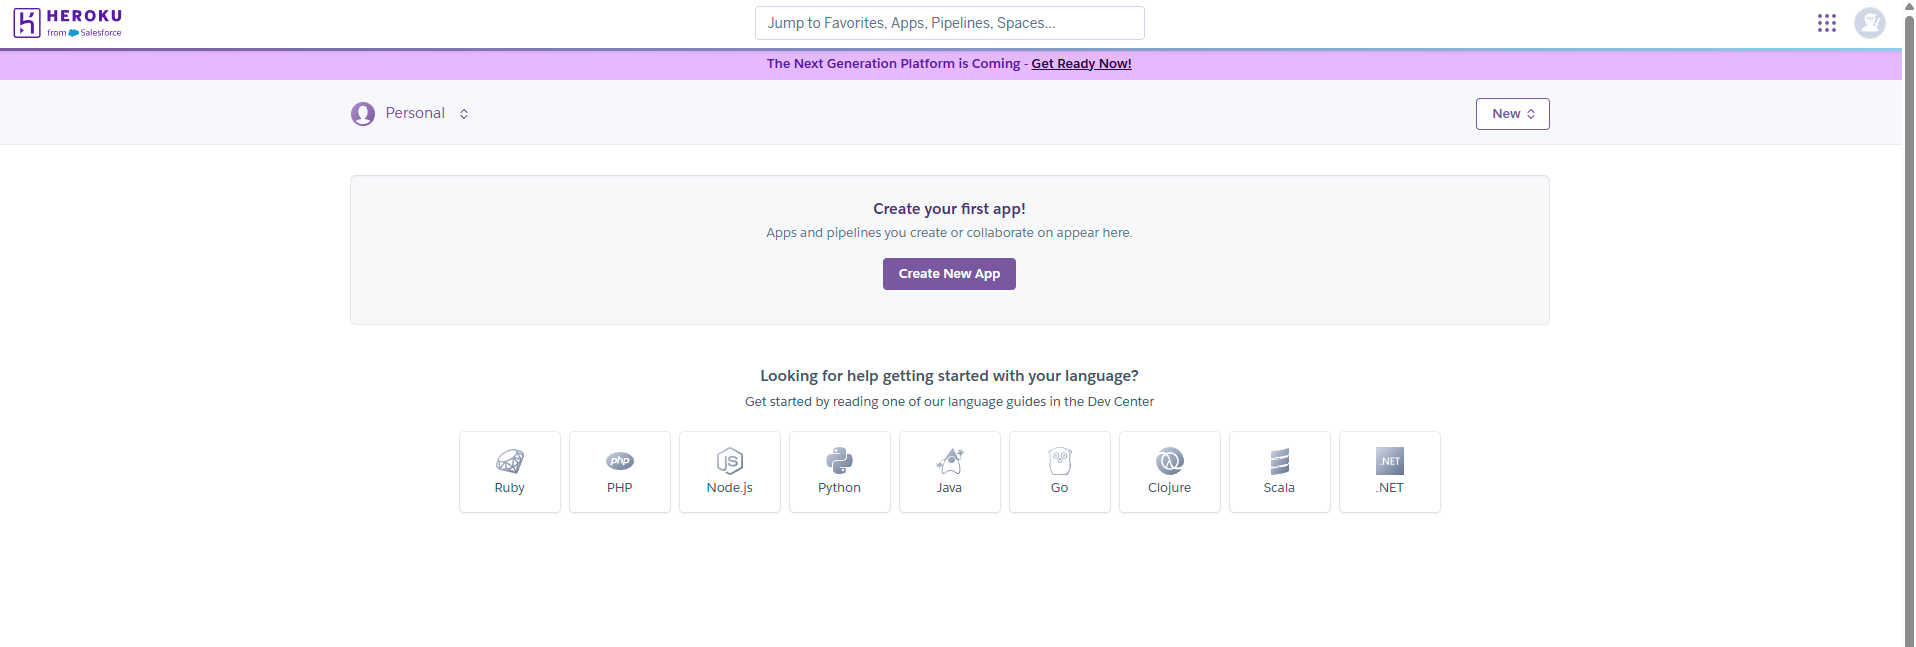 HEROKU
from Salesforce
Jump to Favorites, Apps, Pipelines, Spaces...
The Next Generation Platform is Coming - Get Ready Now!
Personal
New
Create your first app!
Apps and pipelines you create or collaborate on appear here.
Create New App
Looking for help getting started with your language?
Get started by reading one of our language guides in the Dev Center
php
JS
.NET
Ruby
PHP
Node.js
Python
Java
Go
Clojure
Scala
.NET